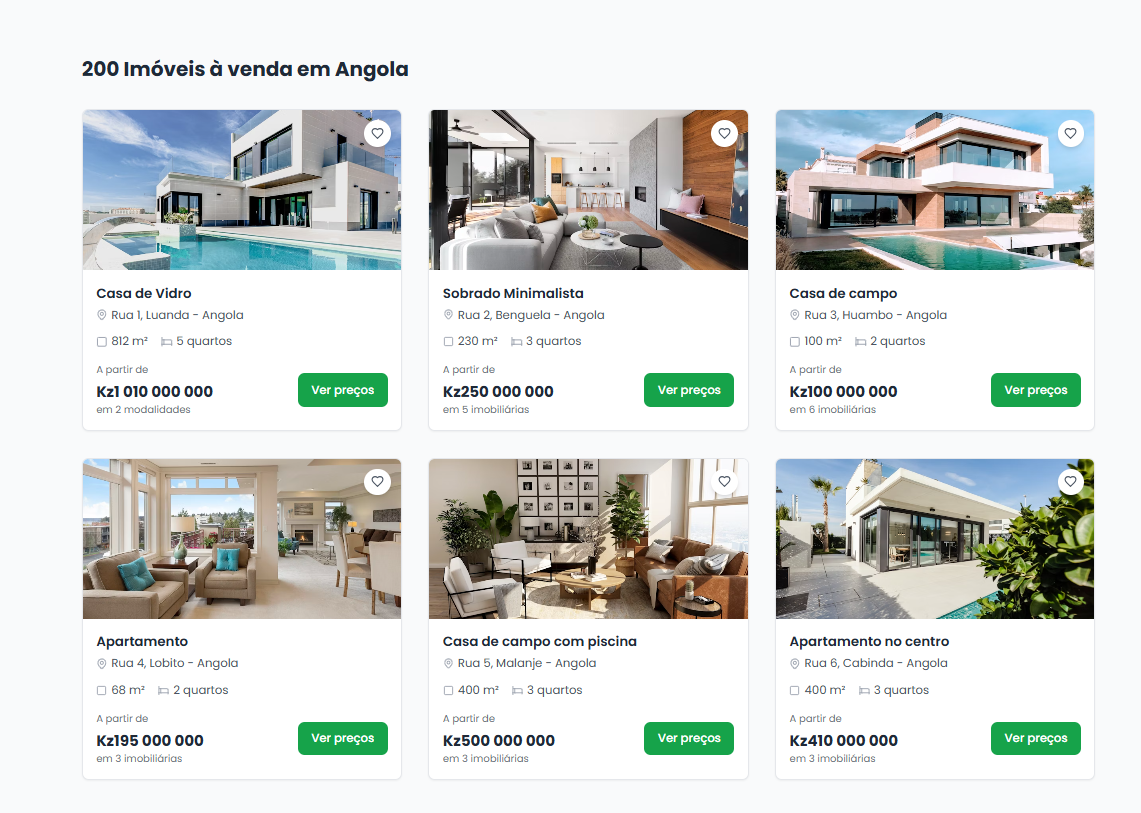 200 Imóveis à venda em Angola
Casa de Vidro
Rua 1, Luanda - Angola
812 m² 5 quartos
A partir de
Kz1 010 000 000
em 2 modalidades
Ver preços
Sobrado Minimalista
Rua 2, Benguela - Angola
230 m² 3 quartos
A partir de
Kz250 000 000
em 5 imobiliárias
Ver preços
Casa de campo
Rua 3, Huambo - Angola
100 m² 2 quartos
A partir de
Kz100 000 000
em 6 imobiliárias
Ver preços
Apartamento
Rua 4, Lobito - Angola
68 m² 2 quartos
A partir de
Kz195 000 000
em 3 imobiliárias
Ver preços
Casa de campo com piscina
Rua 5, Malanje - Angola
400 m² 3 quartos
A partir de
Kz500 000 000
em 3 imobiliárias
Ver preços
Apartamento no centro
Rua 6, Cabinda - Angola
400 m² 3 quartos
A partir de
Kz410 000 000
em 3 imobiliárias
Ver preços